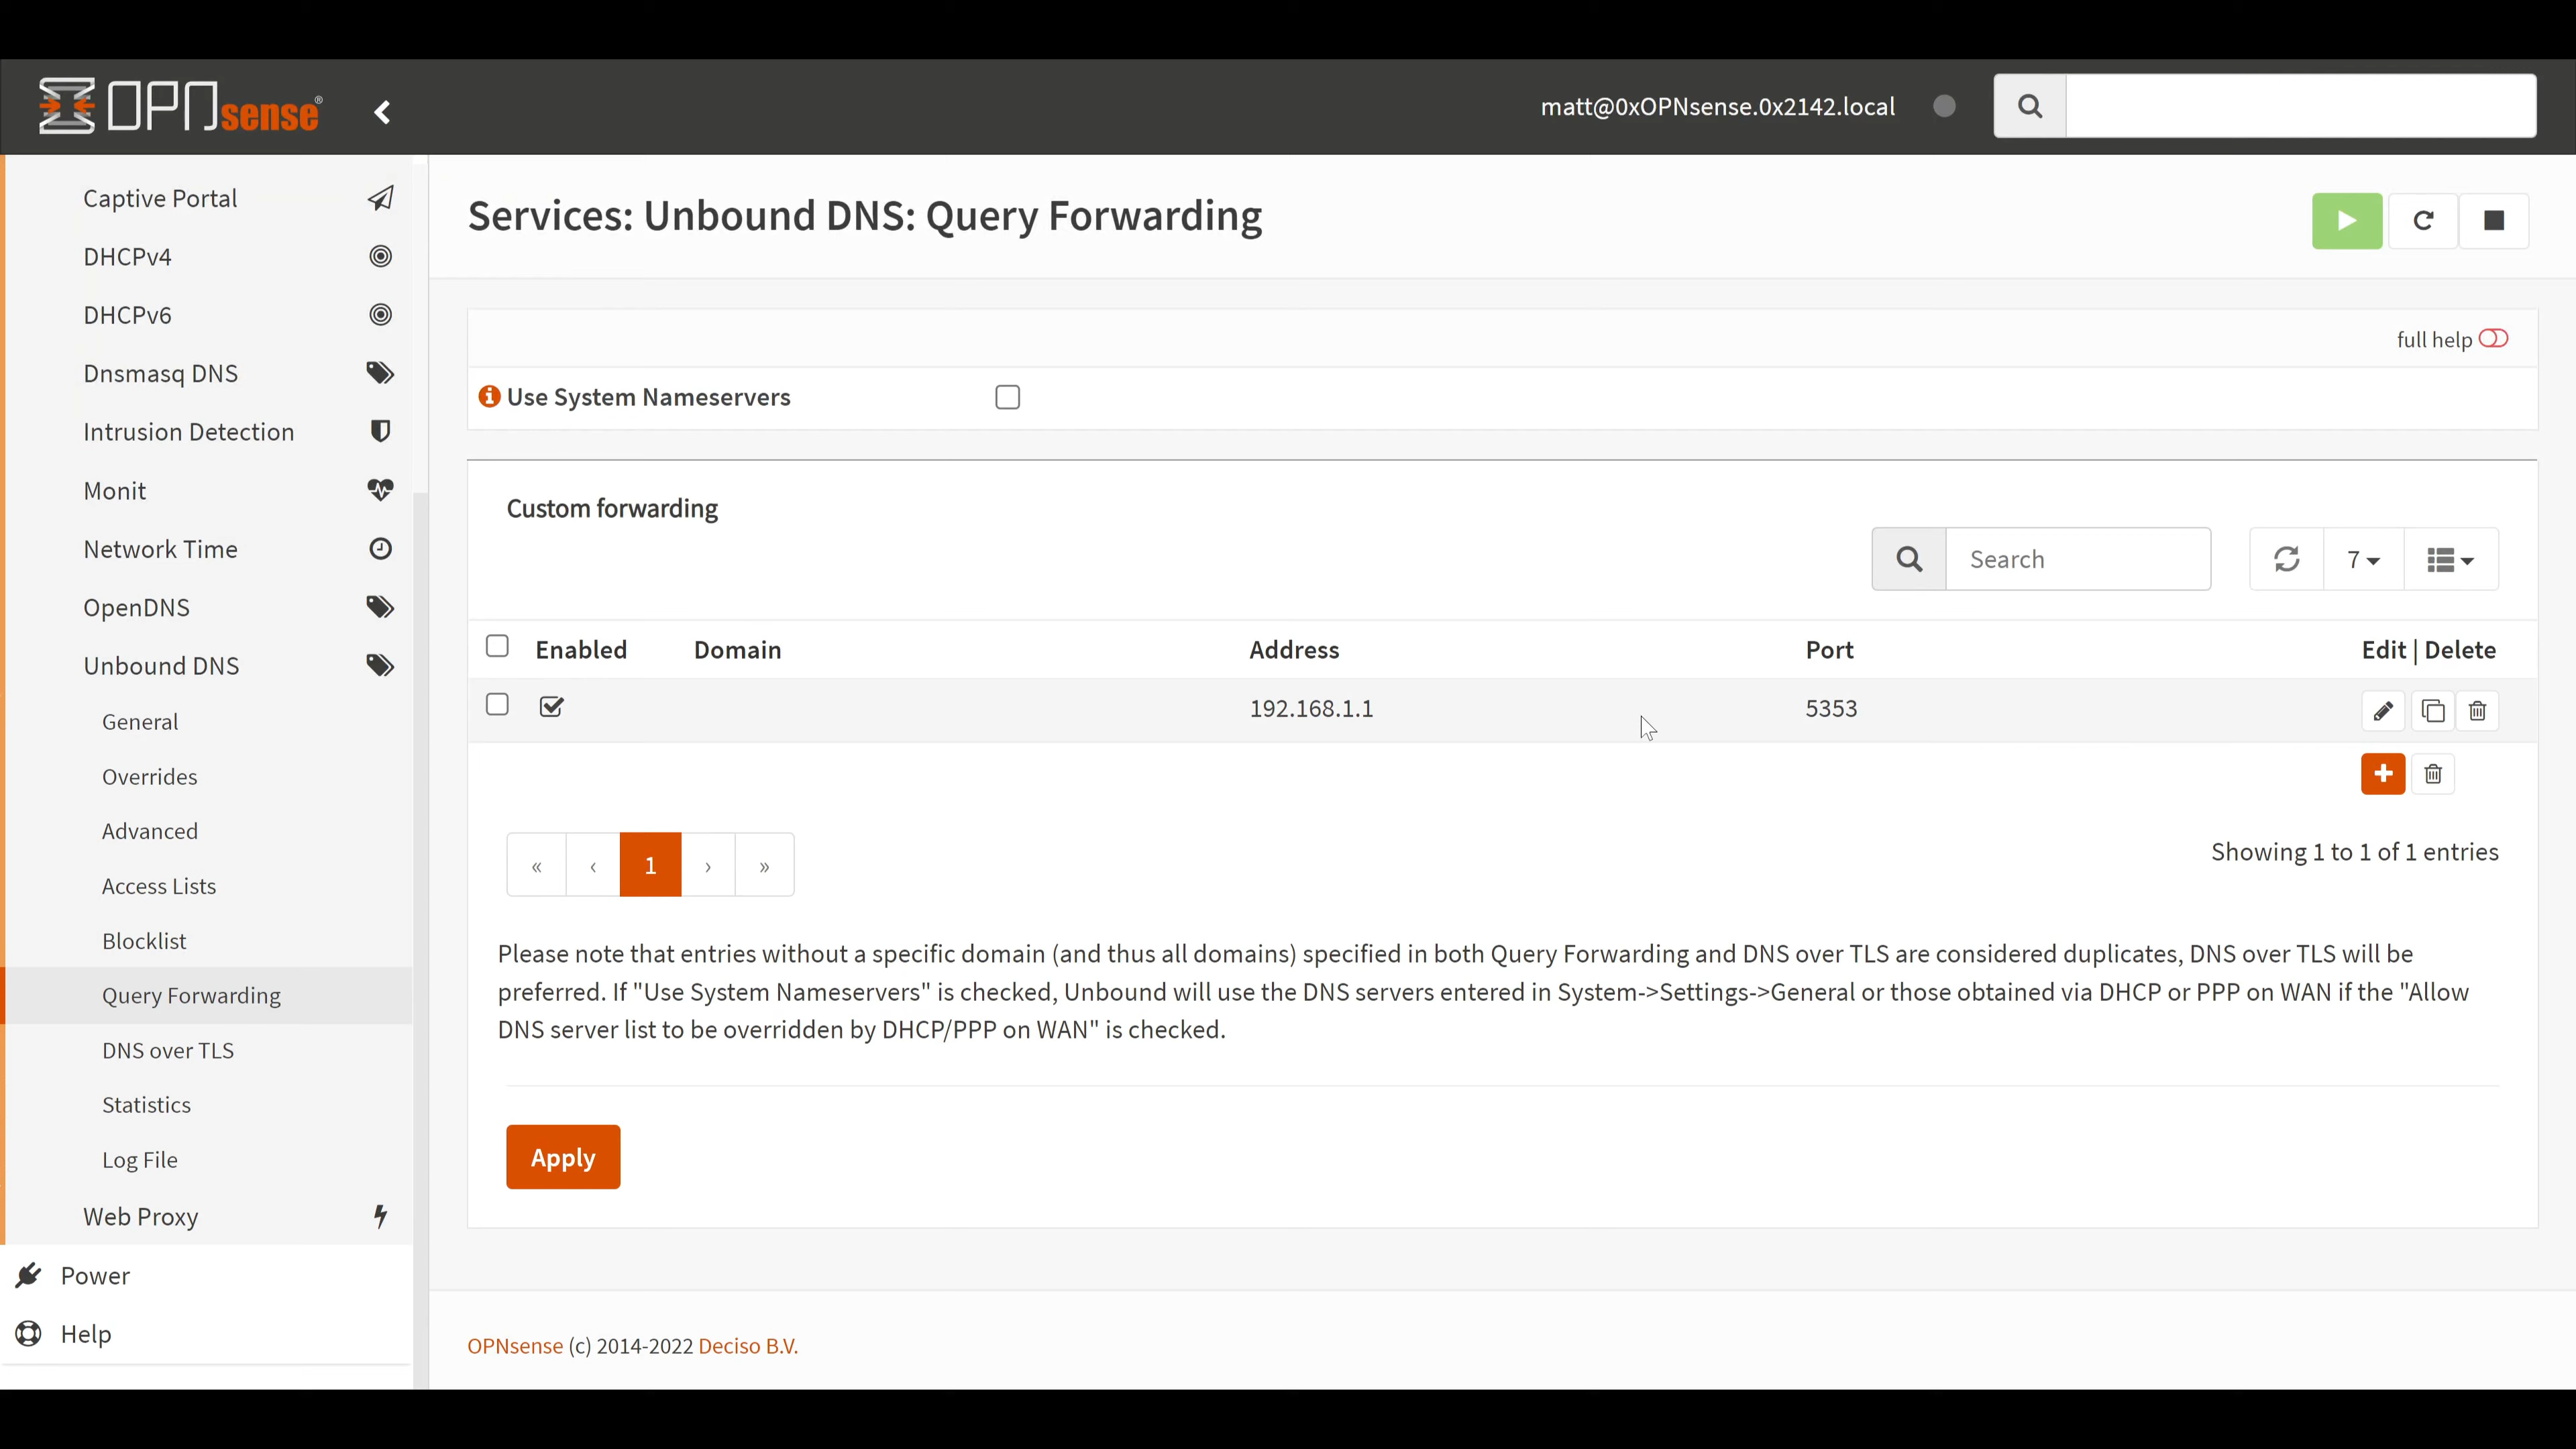 OPNsense®
matt@0xOPNsense.0x2142.local
Captive Portal
DHCPv4
DHCPv6
Dnsmasq DNS
Intrusion Detection
Monit
Network Time
OpenDNS
Unbound DNS
General
Overrides
Advanced
Access Lists
Blocklist
Query Forwarding
DNS over TLS
Statistics
Log File
Web Proxy
Power
Help
Services: Unbound DNS: Query Forwarding
full help
Use System Nameservers
Custom forwarding
Search
7
Enabled Domain Address Port Edit | Delete
192.168.1.1 5353
« ‹ 1 › »
Showing 1 to 1 of 1 entries
Please note that entries without a specific domain (and thus all domains) specified in both Query Forwarding and DNS over TLS are considered duplicates, DNS over TLS will be
preferred. If "Use System Nameservers" is checked, Unbound will use the DNS servers entered in System->Settings->General or those obtained via DHCP or PPP on WAN if the "Allow
DNS server list to be overridden by DHCP/PPP on WAN" is checked.
Apply
OPNsense (c) 2014-2022 Deciso B.V.